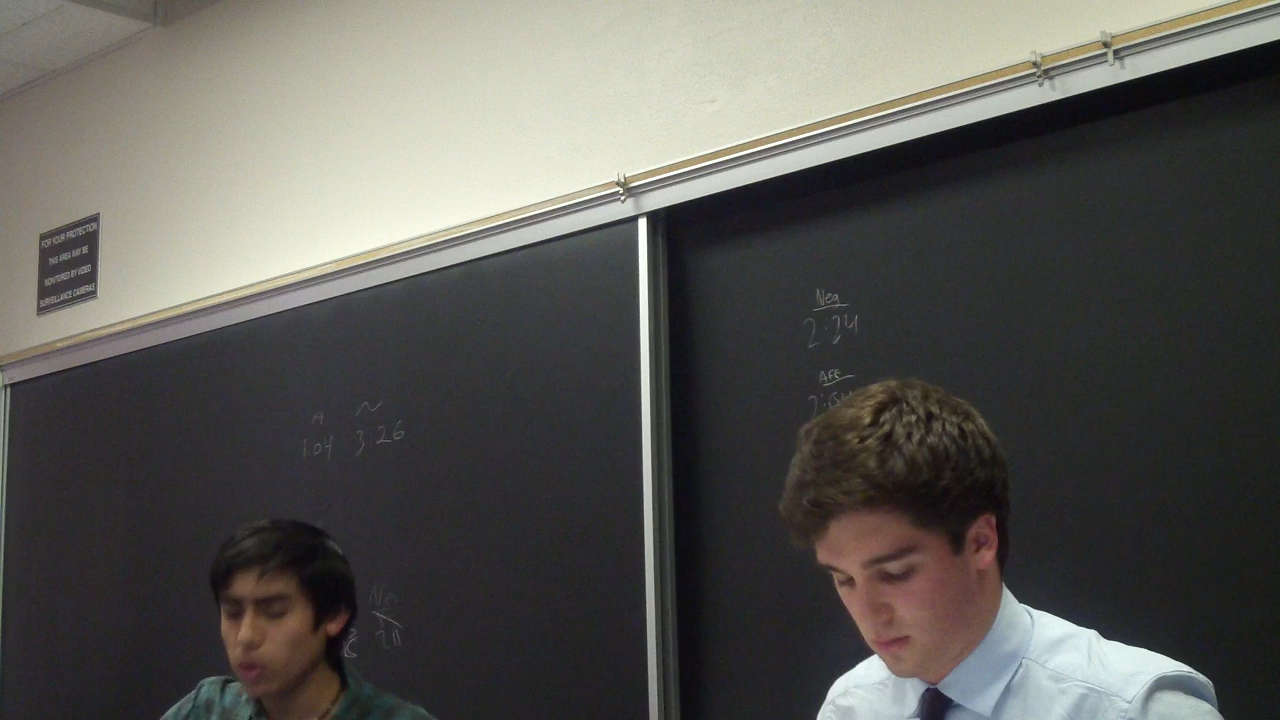 FOR YOUR PROTECTION
THIS AREA MAY BE
MONITORED BY VIDEO
SURVEILLANCE CAMERAS
A N
1:04 3:26
Neg
2:24
AFF
Neg